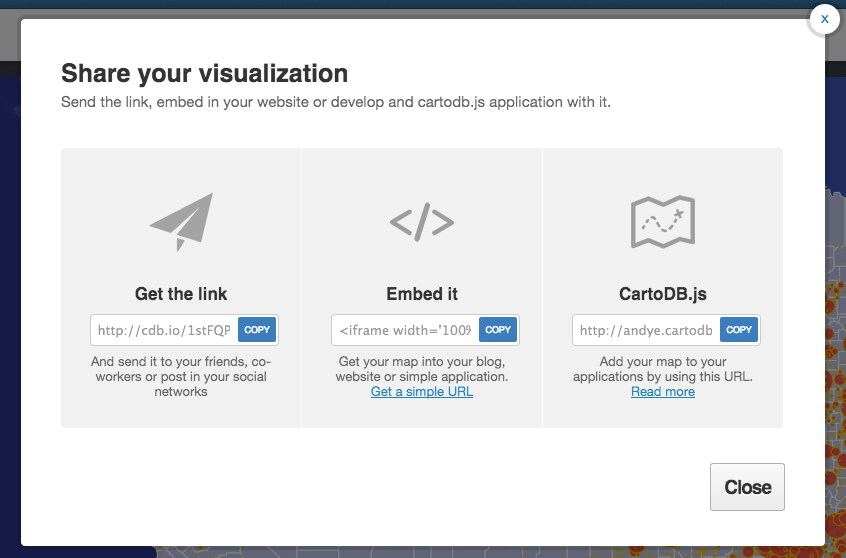 x
Share your visualization
Send the link, embed in your website or develop and cartodb.js application with it.
Get the link
http://cdb.io/1stFQP COPY
And send it to your friends, co-
workers or post in your social
networks
Embed it
<iframe width='100% COPY
Get your map into your blog,
website or simple application.
Get a simple URL
CartoDB.js
http://andye.cartodb COPY
Add your map to your
applications by using this URL.
Read more
Close